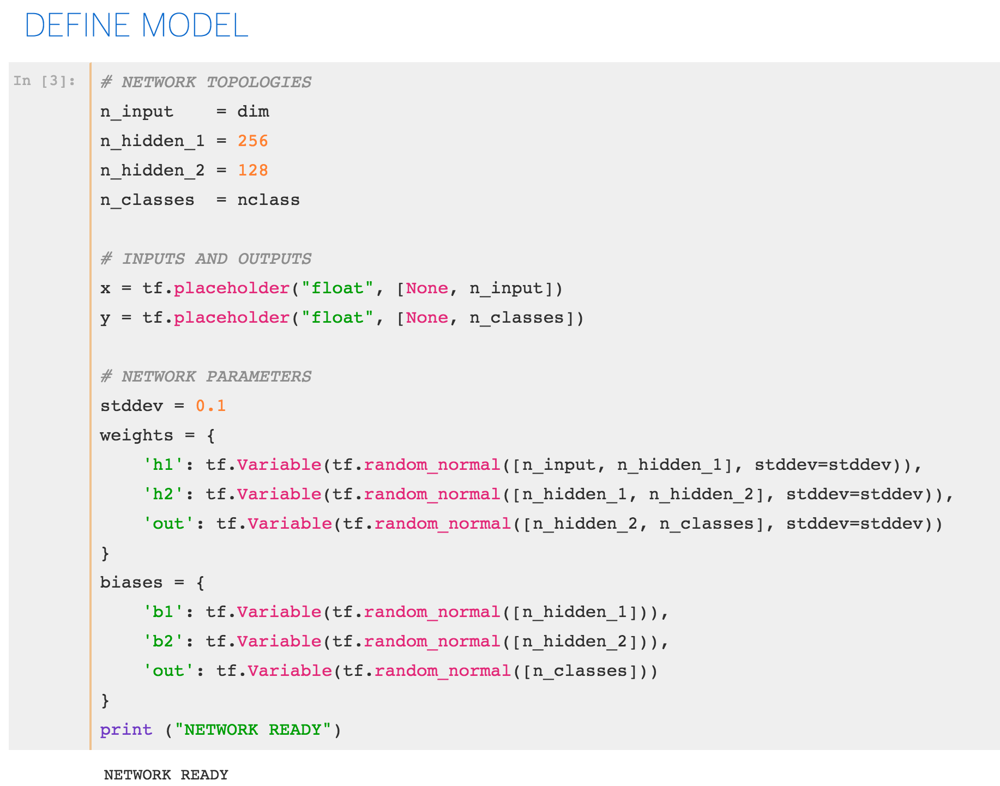 DEFINE MODEL
In [3]:
# NETWORK TOPOLOGIES
n_input    = dim
n_hidden_1 = 256
n_hidden_2 = 128
n_classes  = nclass
# INPUTS AND OUTPUTS
x = tf.placeholder("float", [None, n_input])
y = tf.placeholder("float", [None, n_classes])
# NETWORK PARAMETERS
stddev = 0.1
weights = {
    'h1': tf.Variable(tf.random_normal([n_input, n_hidden_1], stddev=stddev)),
    'h2': tf.Variable(tf.random_normal([n_hidden_1, n_hidden_2], stddev=stddev)),
    'out': tf.Variable(tf.random_normal([n_hidden_2, n_classes], stddev=stddev))
}
biases = {
    'b1': tf.Variable(tf.random_normal([n_hidden_1])),
    'b2': tf.Variable(tf.random_normal([n_hidden_2])),
    'out': tf.Variable(tf.random_normal([n_classes]))
}
print ("NETWORK READY")
NETWORK READY